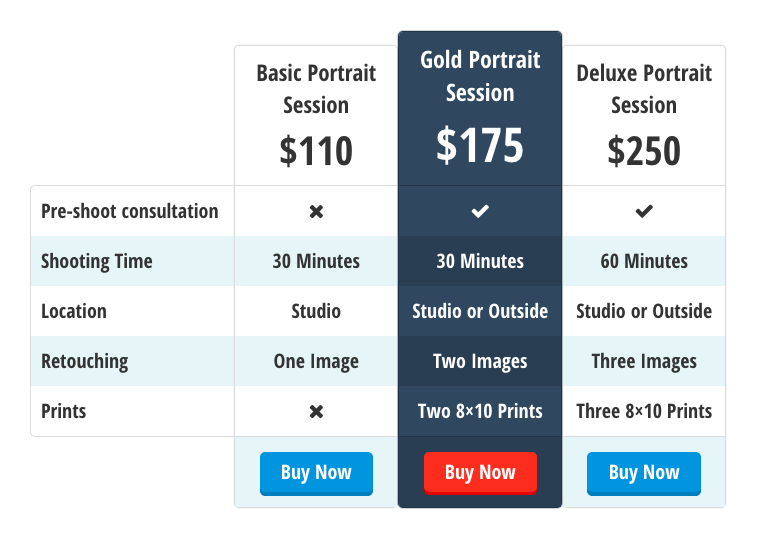 Basic Portrait
Session
$110
Gold Portrait
Session
$175
Deluxe Portrait
Session
$250
Pre-shoot consultation
Shooting Time 30 Minutes 30 Minutes 60 Minutes
Location Studio Studio or Outside Studio or Outside
Retouching One Image Two Images Three Images
Prints Two 8×10 Prints Three 8×10 Prints
Buy Now Buy Now Buy Now